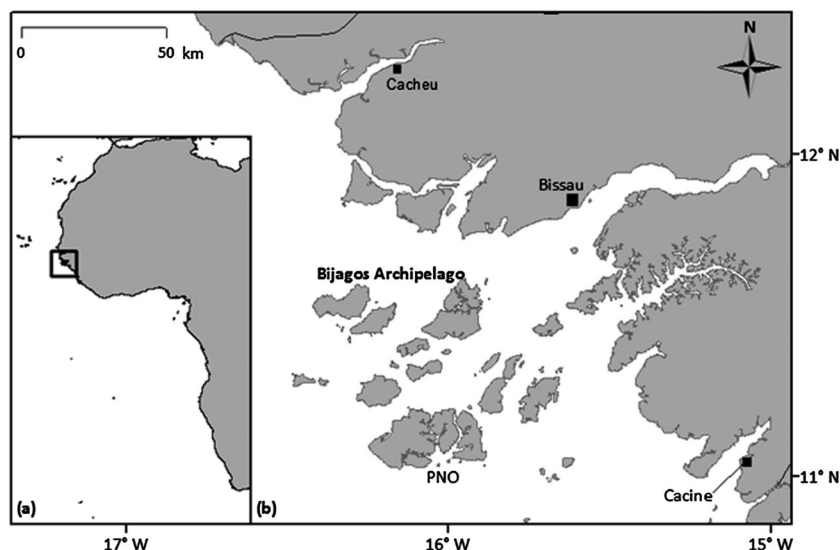 0 50 km
N
Cacheu
12° N
Bissau
Bijagos Archipelago
PNO
11° N
Cacine
(a)
(b)
17° W
16° W
15° W